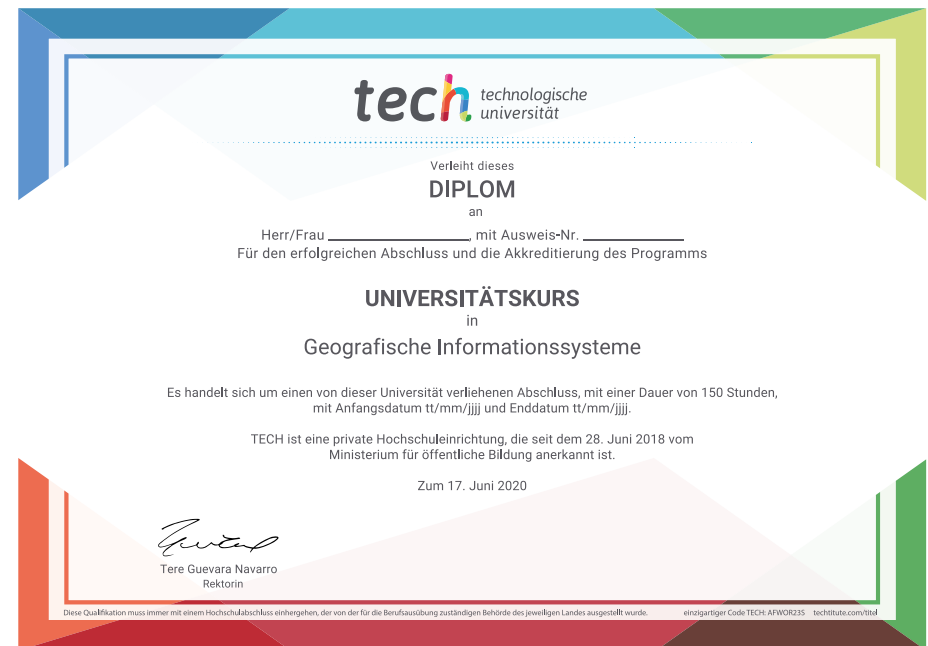 tech technologische
universität
Verleiht dieses
DIPLOM
an
Herr/Frau ____________________, mit Ausweis-Nr. ______________
Für den erfolgreichen Abschluss und die Akkreditierung des Programms
UNIVERSITÄTSKURS
in
Geografische Informationssysteme
Es handelt sich um einen von dieser Universität verliehenen Abschluss, mit einer Dauer von 150 Stunden,
mit Anfangsdatum tt/mm/jjjj und Enddatum tt/mm/jjjj.
TECH ist eine private Hochschuleinrichtung, die seit dem 28. Juni 2018 vom
Ministerium für öffentliche Bildung anerkannt ist.
Zum 17. Juni 2020
Tere Guevara Navarro
Rektorin
Diese Qualifikation muss immer mit einem Hochschulabschluss einhergehen, der von der für die Berufsausübung zuständigen Behörde des jeweiligen Landes ausgestellt wurde. einzigartiger Code TECH: AFWOR23S techtitute.com/titel